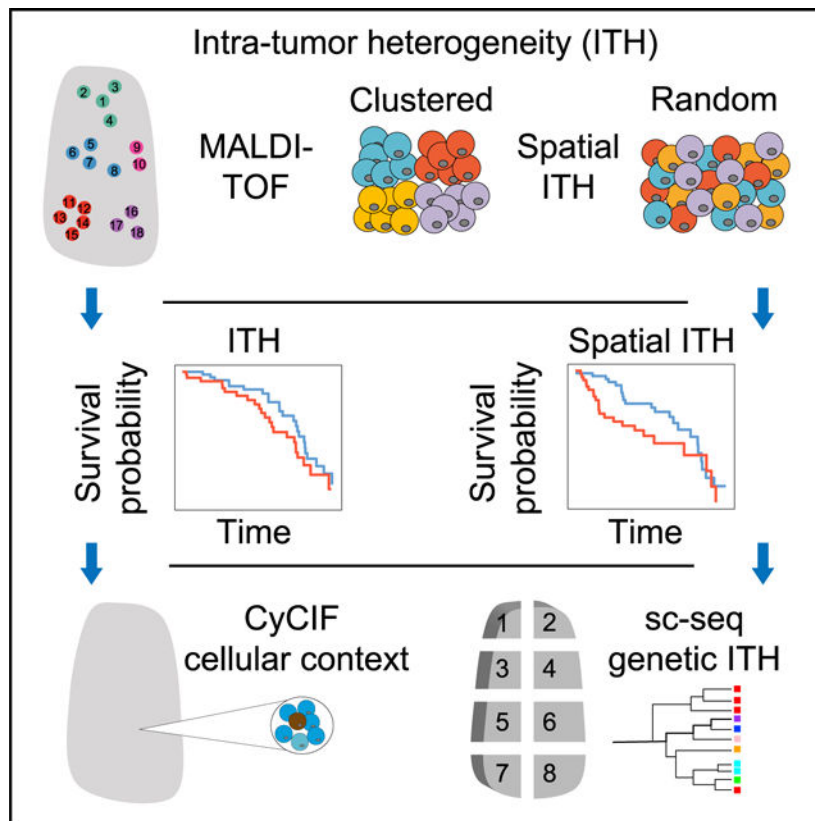 Intra-tumor heterogeneity (ITH)
3
2
1
4
5
6
7
8
9
10
11
12
13
14
15
16
17
18
MALDI-
TOF
Clustered
Spatial
ITH
Random
ITH
Survival
probability
Time
Spatial ITH
Survival
probability
Time
CyCIF
cellular context
1 2
3 4
5 6
7 8
sc-seq
genetic ITH